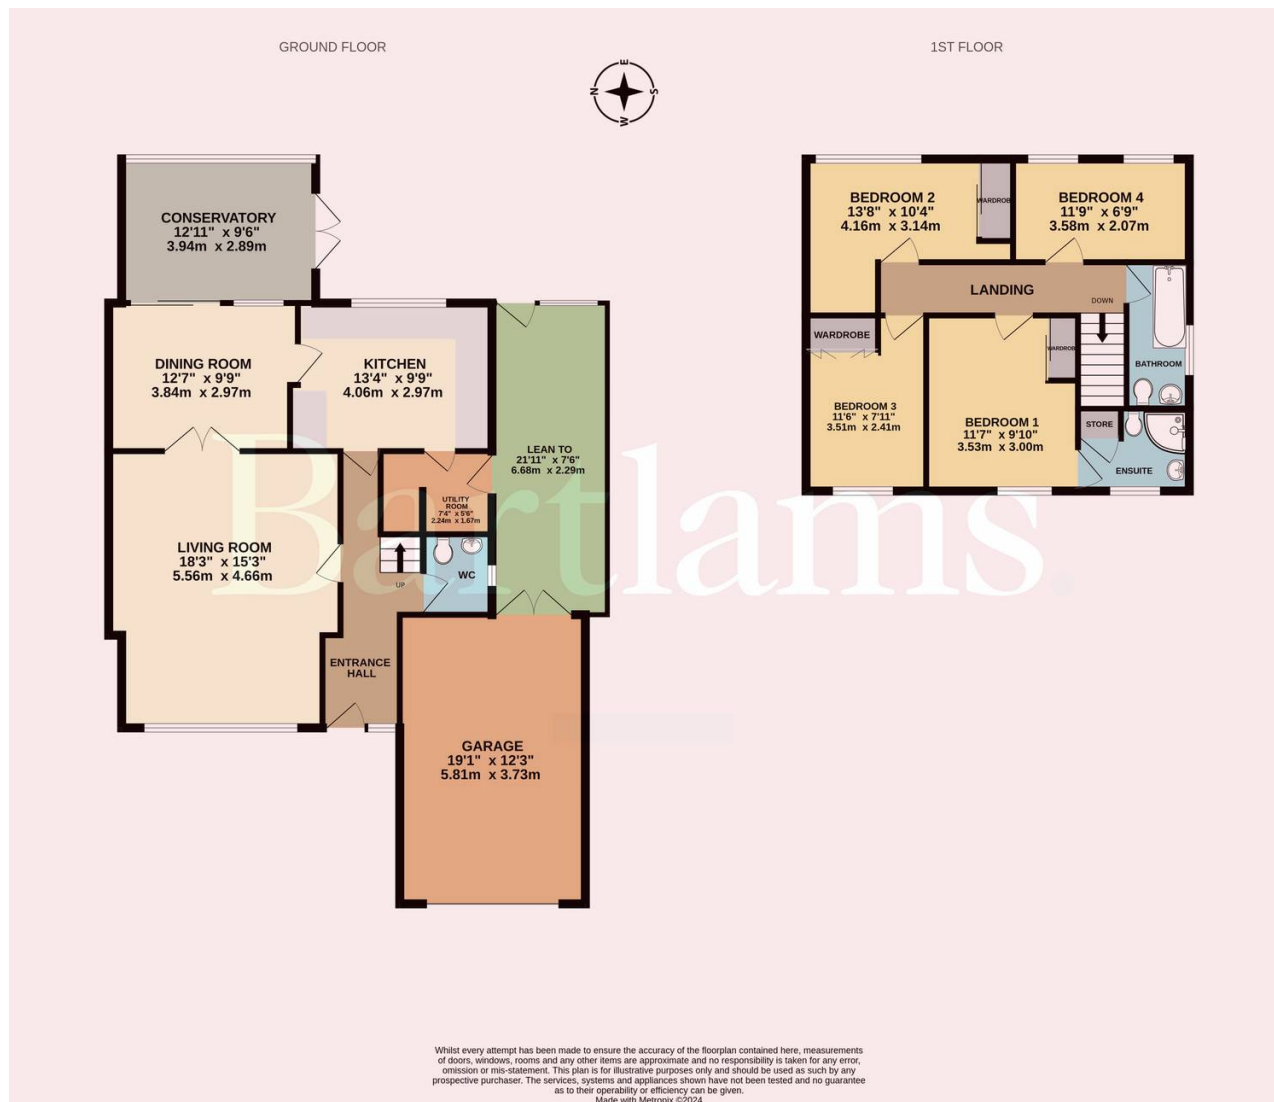 GROUND FLOOR
1ST FLOOR
E
N
S
W
CONSERVATORY
12'11" x 9'6"
3.94m x 2.89m
DINING ROOM
12'7" x 9'9"
3.84m x 2.97m
KITCHEN
13'4" x 9'9"
4.06m x 2.97m
LEAN TO
21'11" x 7'6"
6.68m x 2.29m
UTILITY
ROOM
7'4" x 5'6"
2.24m x 1.67m
LIVING ROOM
18'3" x 15'3"
5.56m x 4.66m
UP
WC
ENTRANCE
HALL
GARAGE
19'1" x 12'3"
5.81m x 3.73m
BEDROOM 2
13'8" x 10'4"
4.16m x 3.14m
WARDROBE
BEDROOM 4
11'9" x 6'9"
3.58m x 2.07m
LANDING
DOWN
WARDROBE
WARDROBE
BATHROOM
BEDROOM 3
11'6" x 7'11"
3.51m x 2.41m
BEDROOM 1
11'7" x 9'10"
3.53m x 3.00m
STORE
ENSUITE
Bartlams.
Whilst every attempt has been made to ensure the accuracy of the floorplan contained here, measurements
of doors, windows, rooms and any other items are approximate and no responsibility is taken for any error,
omission or mis-statement. This plan is for illustrative purposes only and should be used as such by any
prospective purchaser. The services, systems and appliances shown have not been tested and no guarantee
as to their operability or efficiency can be given.
Made with Metropix ©2024